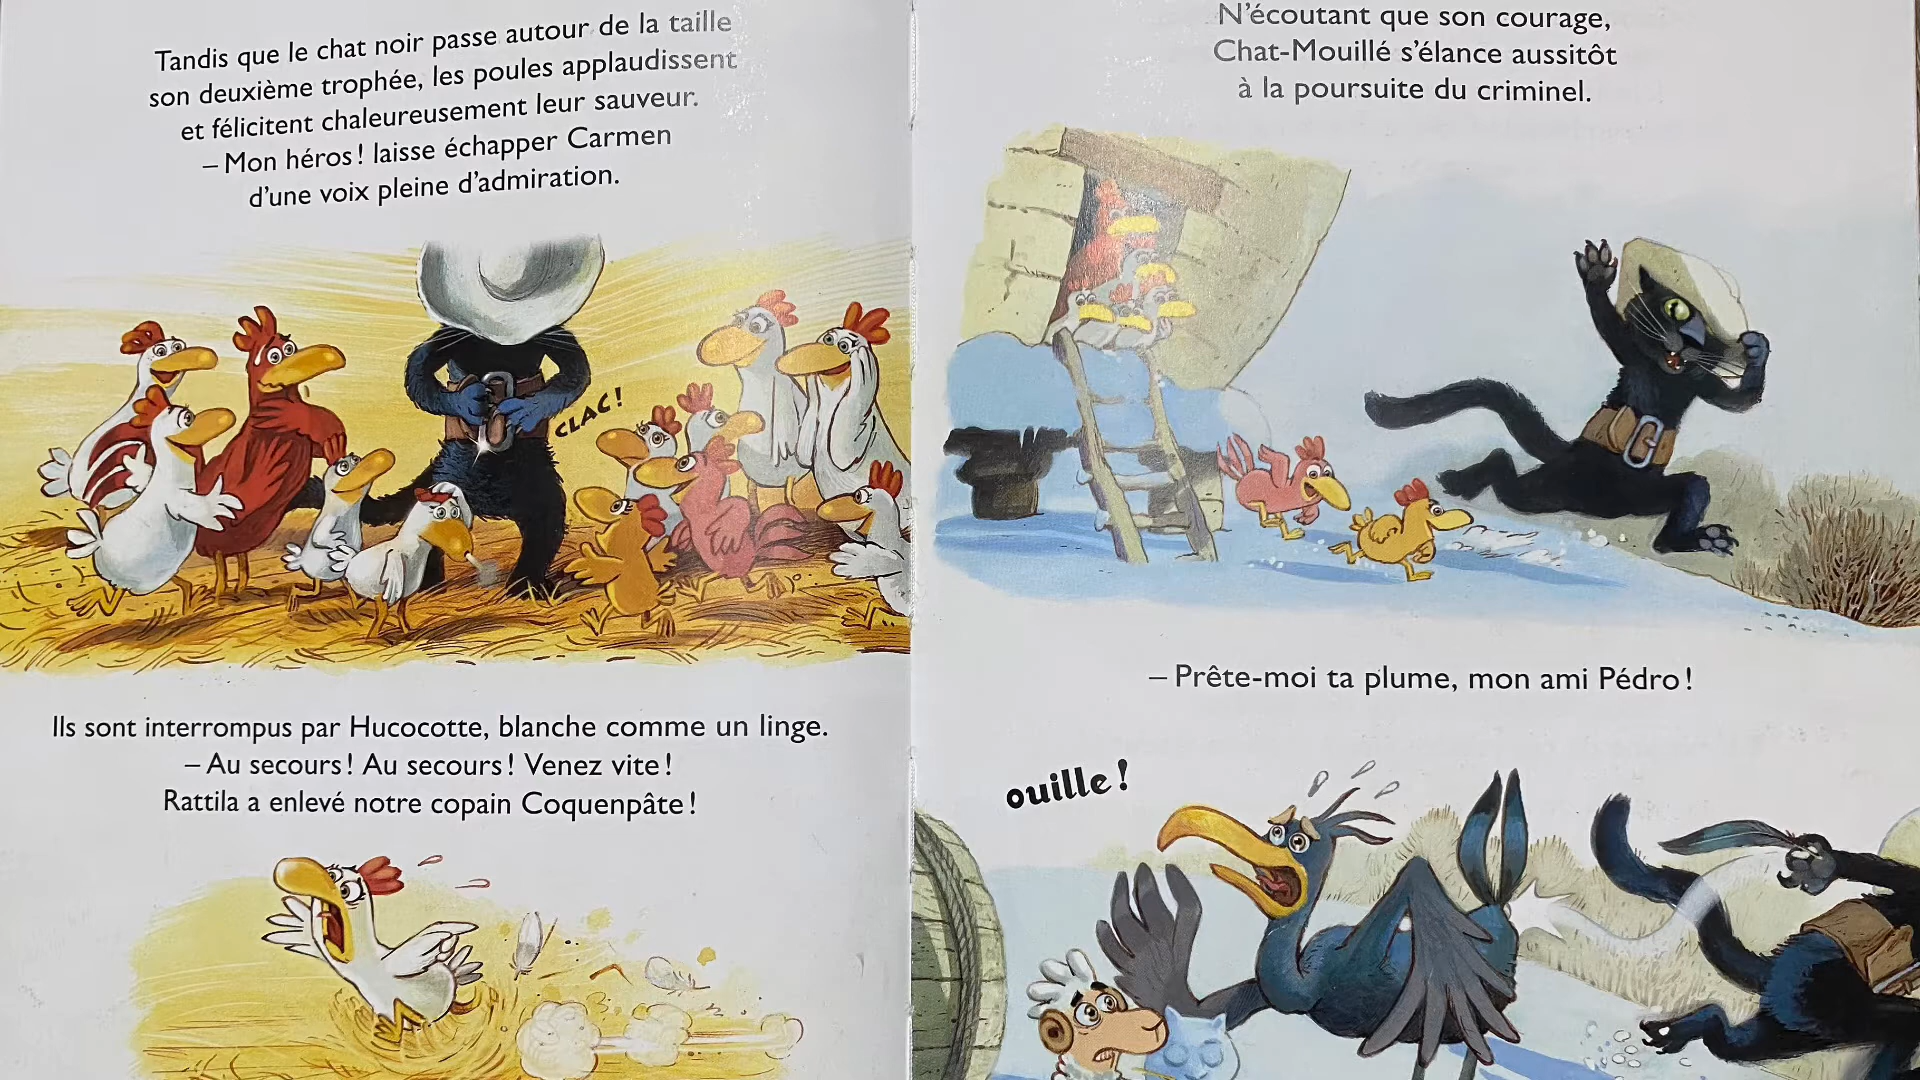 Tandis que le chat noir passe autour de la taille
son deuxième trophée, les poules applaudissent
et félicitent chaleureusement leur sauveur.
– Mon héros ! laisse échapper Carmen
d'une voix pleine d'admiration.
CLAC !
Ils sont interrompus par Hucocotte, blanche comme un linge.
– Au secours ! Au secours ! Venez vite !
Rattila a enlevé notre copain Coquenpâte !
N'écoutant que son courage,
Chat-Mouillé s'élance aussitôt
à la poursuite du criminel.
– Prête-moi ta plume, mon ami Pédro !
ouille !